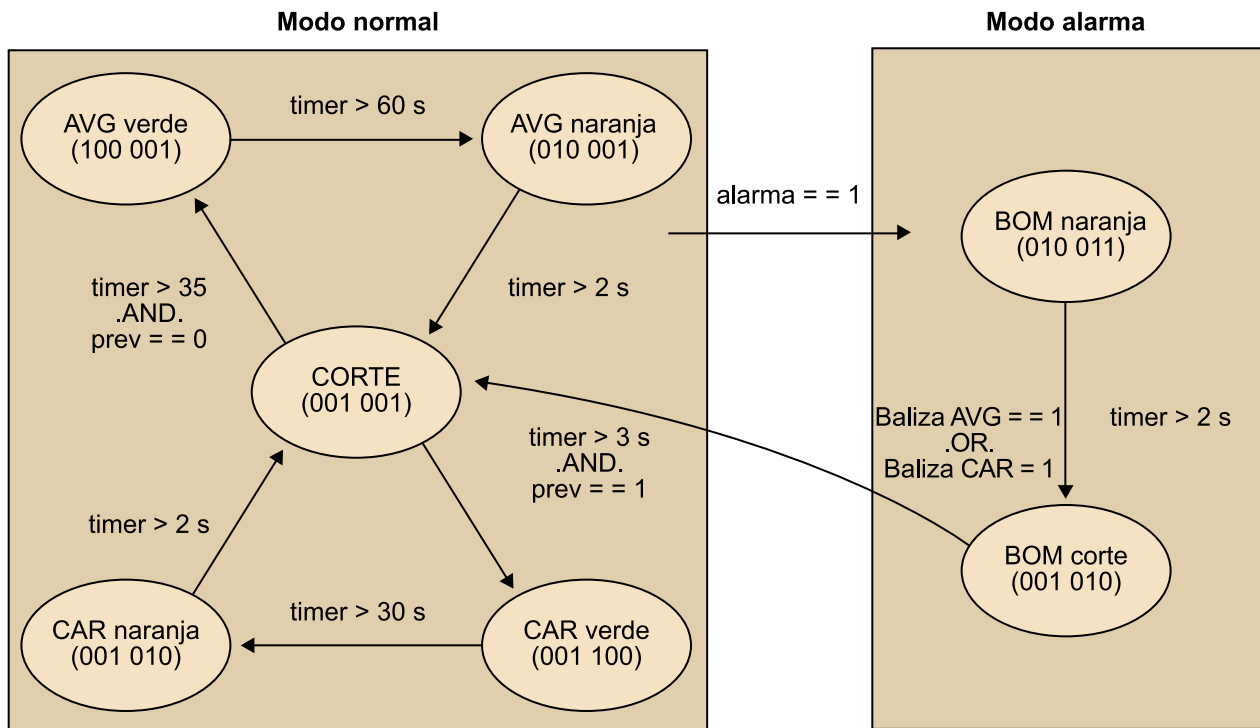 Modo normal
Modo alarma
AVG verde
(100 001)
timer > 60 s
AVG naranja
(010 001)
alarma = = 1
BOM naranja
(010 011)
timer > 35
.AND.
prev = = 0
timer > 2 s
CORTE
(001 001)
timer > 3 s
.AND.
prev = = 1
Baliza AVG = = 1
.OR.
Baliza CAR = 1
timer > 2 s
timer > 2 s
BOM corte
(001 010)
CAR naranja
(001 010)
timer > 30 s
CAR verde
(001 100)